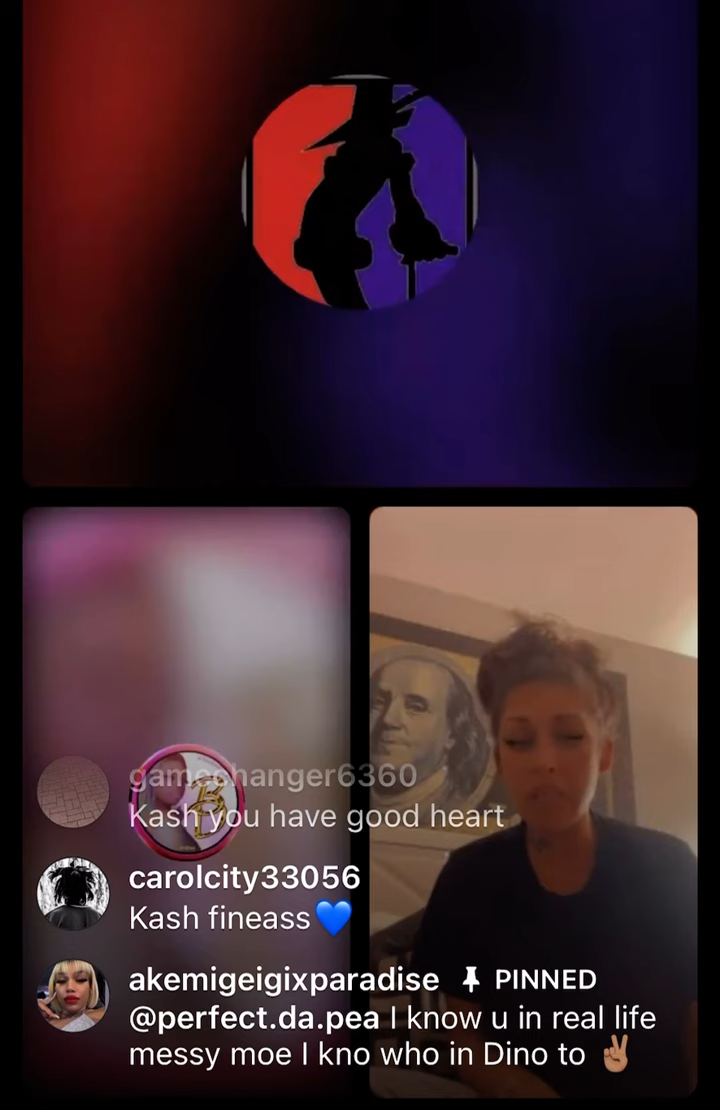 gamechanger6360
Kash you have good heart
carolcity33056
Kash fineass💙
akemigeigixparadise PINNED
@perfect.da.pea I know u in real life
messy moe I kno who in Dino to ✌🏽